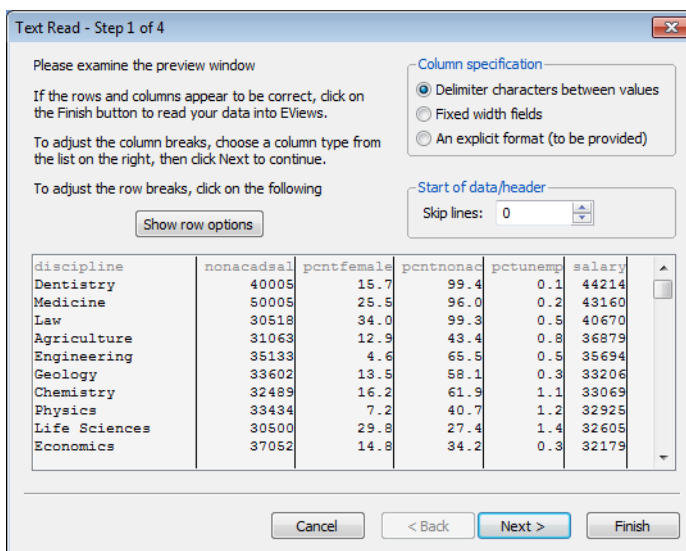 Text Read - Step 1 of 4
Please examine the preview window
If the rows and columns appear to be correct, click on
the Finish button to read your data into EViews.
To adjust the column breaks, choose a column type from
the list on the right, then click Next to continue.
To adjust the row breaks, click on the following
Show row options
Column specification
Delimiter characters between values
Fixed width fields
An explicit format (to be provided)
Start of data/header
Skip lines: 0
discipline nonacadsal pcntfemale pcntnonac pctunemp salary
Dentistry 40005 15.7 99.4 0.1 44214
Medicine 50005 25.5 96.0 0.2 43160
Law 30518 34.0 99.3 0.5 40670
Agriculture 31063 12.9 43.4 0.8 36879
Engineering 35133 4.6 65.5 0.5 35694
Geology 33602 13.5 58.1 0.3 33206
Chemistry 32489 16.2 61.9 1.1 33069
Physics 33434 7.2 40.7 1.2 32925
Life Sciences 30500 29.8 27.4 1.4 32605
Economics 37052 14.8 34.2 0.3 32179
Cancel < Back Next > Finish